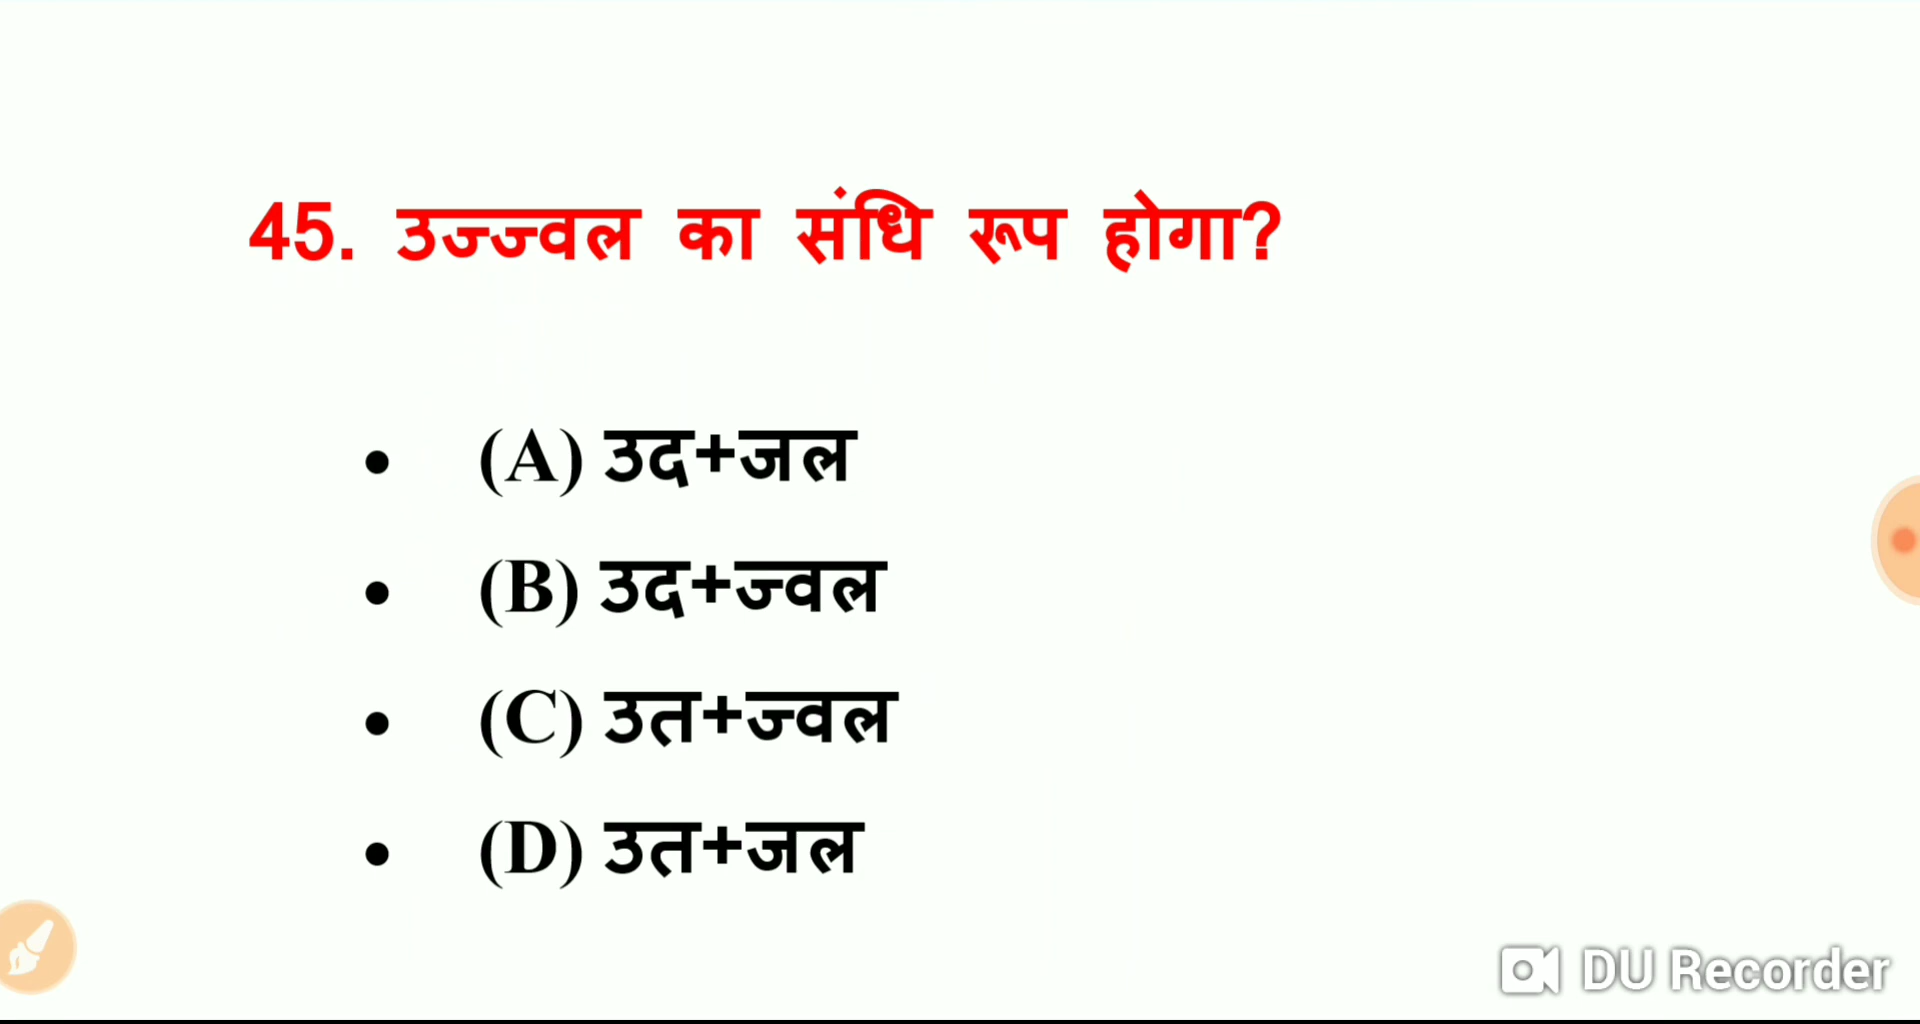 45. उज्ज्वल का संधि रूप होगा?
• (A) उद+जल
• (B) उद+ज्वल
• (C) उत+ज्वल
• (D) उत+जल
DU Recorder